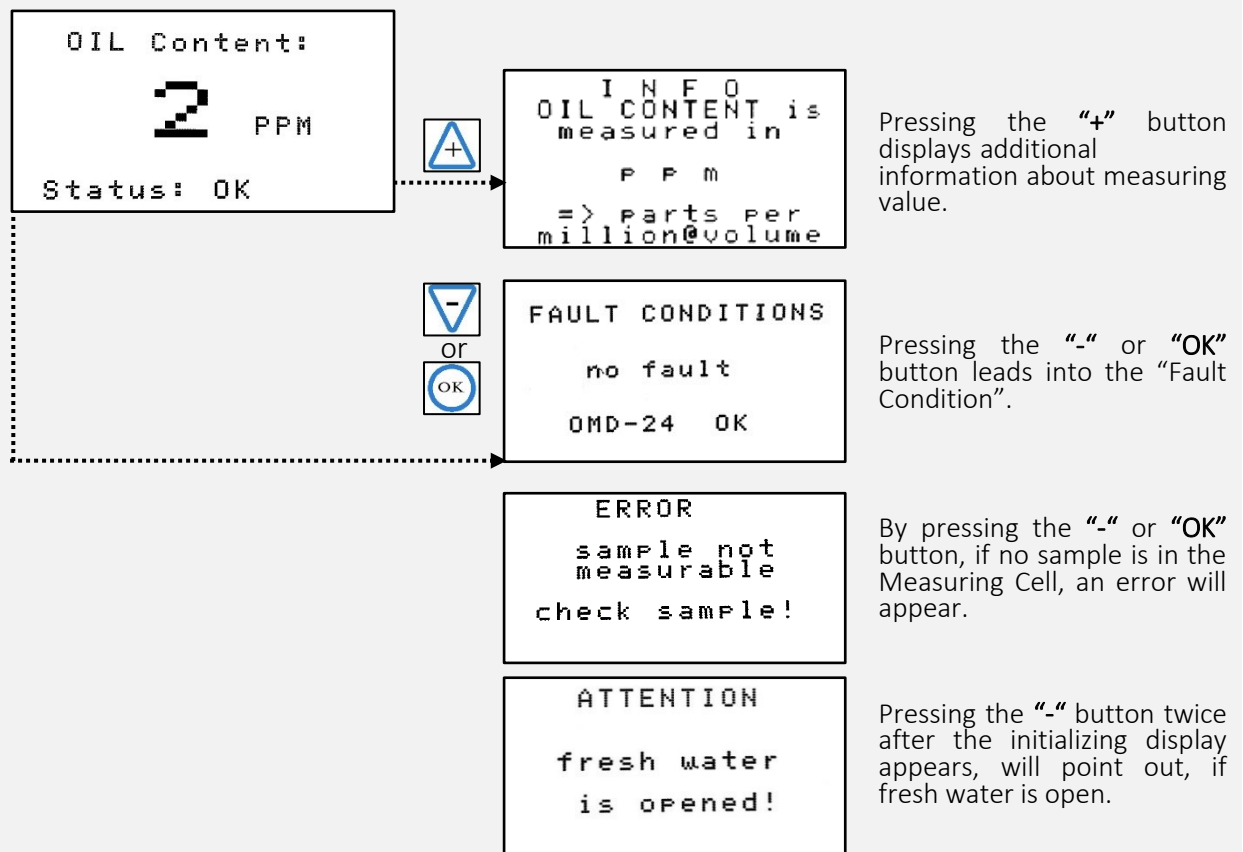 OIL Content:
2 PPM
Status: OK
+
I N F O
OIL CONTENT is
measured in
p p m
=> parts per
million@volume
Pressing the “+” button
displays additional
information about measuring
value.
-
or
OK
FAULT CONDITIONS
no fault
OMD-24 OK
Pressing the “-“ or “OK”
button leads into the “Fault
Condition”.
ERROR
sample not
measurable
check sample!
By pressing the “-“ or “OK”
button, if no sample is in the
Measuring Cell, an error will
appear.
ATTENTION
fresh water
is opened!
Pressing the “-“ button twice
after the initializing display
appears, will point out, if
fresh water is open.